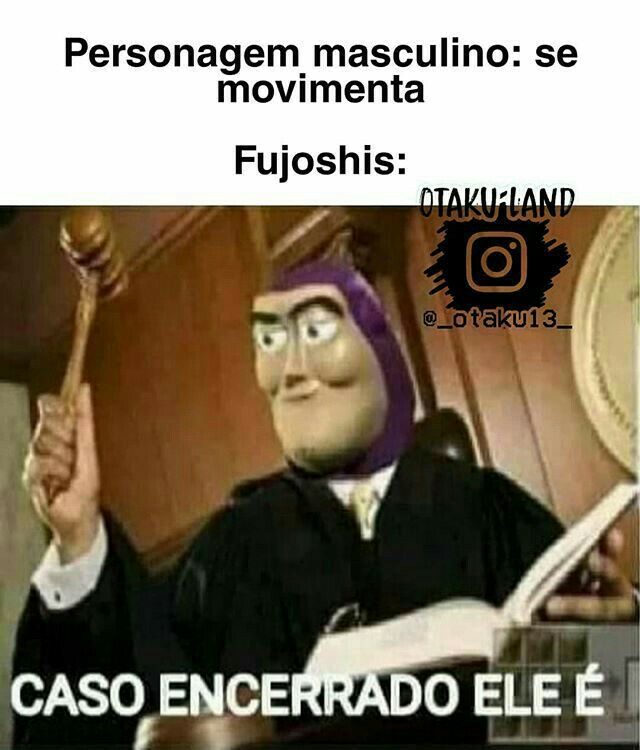 Personagem masculino: se
movimenta
Fujoshis:
OTAKU:LAND
@_otaku13_
CASO ENCERRADO ELE É